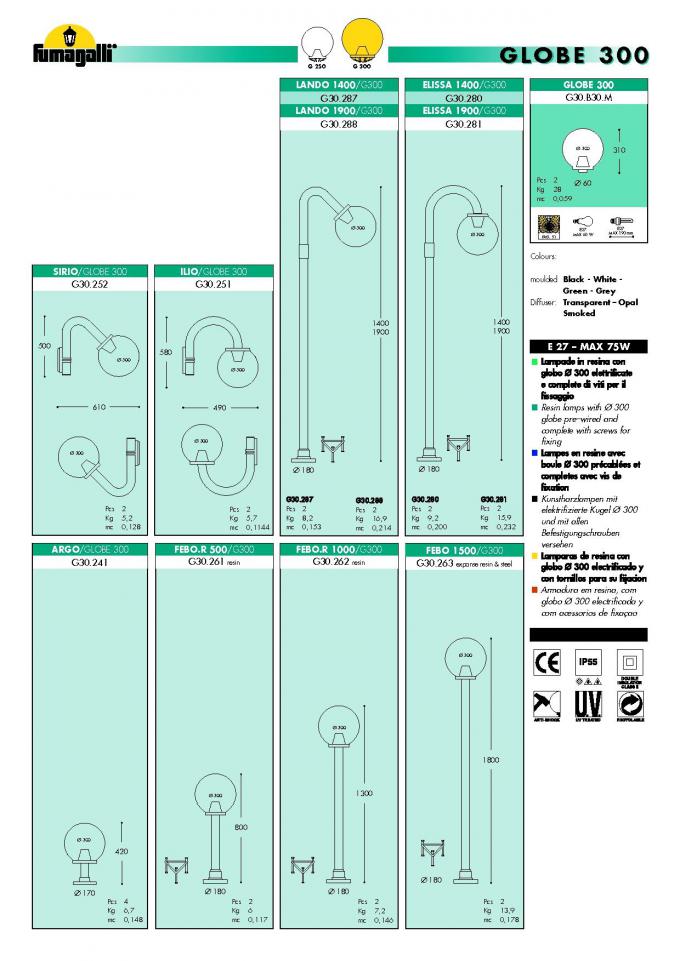 fumagalli
G 250
G 300
GLOBE 300
LANDO 1400/G300
G30.287
LANDO 1900/G300
G30.288
Ø 300
1400
1900
Ø 180
G30.287
G30.288
Pcs 2
Pcs 2
Kg 8,2
Kg 16,9
mc 0,153
mc 0,214
ELISSA 1400/G300
G30.280
ELISSA 1900/G300
G30.281
Ø 300
1400
1900
Ø 180
G30.280
G30.281
Pcs 2
Pcs 2
Kg 9,2
Kg 15,9
mc 0,200
mc 0,232
GLOBE 300
G30.B30.M
Ø 300
310
Ø 60
Pcs 2
Kg 28
mc 0,059
E27
MAX 60 W
E27
MAX 190 mm
Colours:
moulded Black - White -
Green - Grey
Diffuser: Transparent – Opal
Smoked
E 27 – MAX 75W
Lampade in resina con
globo Ø 300 elettrificate
e complete di viti per il
fissaggio
Resin lamps with Ø 300
globe pre-wired and
complete with screws for
fixing
Lampes en resine avec
boule Ø 300 précablées et
completes avec vis de
fixation
Kunstharzlampen mit
elektrifizierte Kugel Ø 300
und mit allen
Befestigungschrauben
versehen
Lamparas de resina con
globo Ø 300 electrificado y
con tornillos para su fijacion
Armadura em resina, com
globo Ø 300 electrificada y
com acessorios de fixaçao
CE
IP55
DOUBLE
INSULATION
CLASS II
ANTI-SHOCK
U.V.
UV TREATED
RECYCLABLE
SIRIO/GLOBE 300
G30.252
500
Ø 300
610
Ø 300
Pcs 2
Kg 5,2
mc 0,128
ILIO/GLOBE 300
G30.251
580
Ø 300
490
Ø 300
Pcs 2
Kg 5,7
mc 0,1144
ARGO/GLOBE 300
G30.241
Ø 300
420
Ø 170
Pcs 4
Kg 6,7
mc 0,148
FEBO.R 500/G300
G30.261 resin
Ø 300
800
Ø 180
Pcs 2
Kg 6
mc 0,117
FEBO.R 1000/G300
G30.262 resin
Ø 300
1300
Ø 180
Pcs 2
Kg 7,2
mc 0,146
FEBO 1500/G300
G30.263 expanse resin & steel
Ø 300
1800
Ø 180
Pcs 2
Kg 13,9
mc 0,178